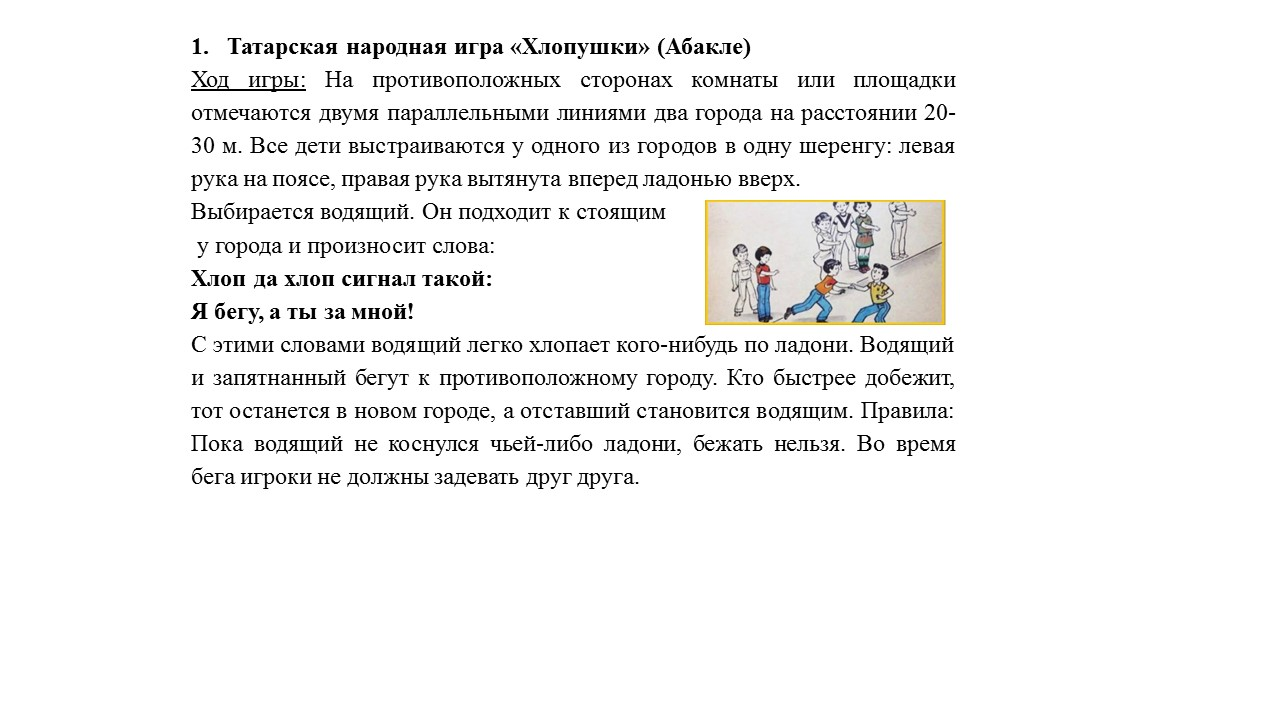 1. Татарская народная игра «Хлопушки» (Абакле)
Ход игры: На противоположных сторонах комнаты или площадки
отмечаются двумя параллельными линиями два города на расстоянии 20-
30 м. Все дети выстраиваются у одного из городов в одну шеренгу: левая
рука на поясе, правая рука вытянута вперед ладонью вверх.
Выбирается водящий. Он подходит к стоящим
у города и произносит слова:
Хлоп да хлоп сигнал такой:
Я бегу, а ты за мной!
С этими словами водящий легко хлопает кого-нибудь по ладони. Водящий
и запятнанный бегут к противоположному городу. Кто быстрее добежит,
тот останется в новом городе, а отставший становится водящим. Правила:
Пока водящий не коснулся чьей-либо ладони, бежать нельзя. Во время
бега игроки не должны задевать друг друга.